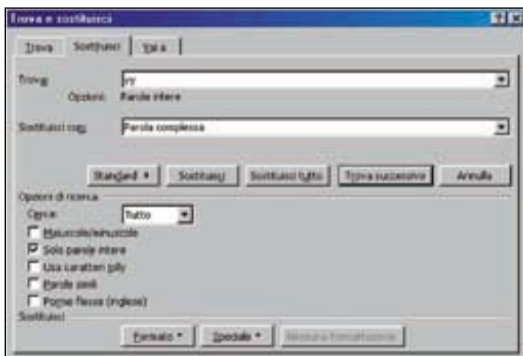 Trova e sostituisci
Trova Sostituisci Vai a
Trova:
Opzioni: Parole intere
Sostituisci con: Parola complessa
Standard Sostituisci Sostituisci tutto Trova successivo Annulla
Opzioni di ricerca
Cerca: Tutto
Maiuscole/minuscole
Solo parole intere
Usa caratteri jolly
Parole simili
Forme flesse (inglese)
Sostituisci
Formato Speciale Nessuna formattazione